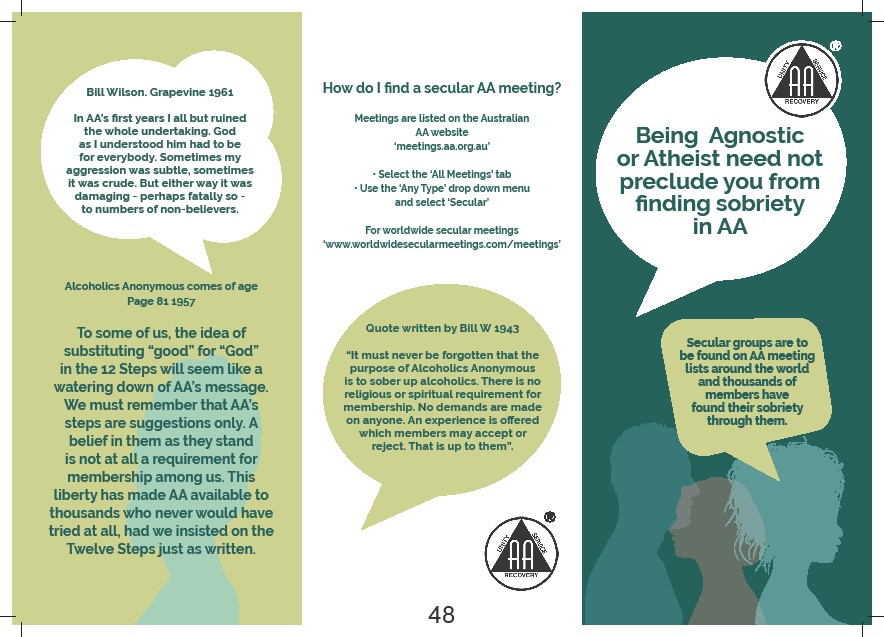 Bill Wilson. Grapevine 1961
In AA's first years I all but ruined
the whole undertaking. God
as I understood him had to be
for everybody. Sometimes my
aggression was subtle, sometimes
it was crude. But either way it was
damaging - perhaps fatally so -
to numbers of non-believers.
Alcoholics Anonymous comes of age
Page 81 1957
To some of us, the idea of
substituting “good” for “God”
in the 12 Steps will seem like a
watering down of AA’s message.
We must remember that AA’s
steps are suggestions only. A
belief in them as they stand
is not at all a requirement for
membership among us. This
liberty has made AA available to
thousands who never would have
tried at all, had we insisted on the
Twelve Steps just as written.
How do I find a secular AA meeting?
Meetings are listed on the Australian
AA website
‘meetings.aa.org.au’
• Select the ‘All Meetings’ tab
• Use the ‘Any Type’ drop down menu
and select ‘Secular’
For worldwide secular meetings
‘www.worldwidesecularmeetings.com/meetings’
Quote written by Bill W 1943
“It must never be forgotten that the
purpose of Alcoholics Anonymous
is to sober up alcoholics. There is no
religious or spiritual requirement for
membership. No demands are made
on anyone. An experience is offered
which members may accept or
reject. That is up to them”.
UNITY
SERVICE
AA
RECOVERY
®
48
UNITY
SERVICE
AA
RECOVERY
®
Being Agnostic
or Atheist need not
preclude you from
finding sobriety
in AA
Secular groups are to
be found on AA meeting
lists around the world
and thousands of
members have
found their sobriety
through them.